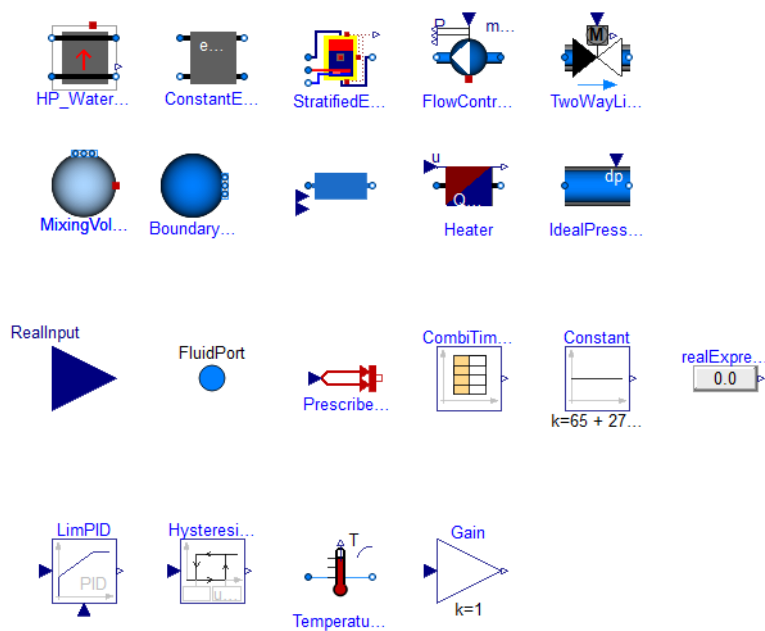 P
m...
e...
M
HP_Water...
ConstantE...
StratifiedE...
FlowContr...
TwoWayLi...
u
dp
Q...
MixingVol...
Boundary...
Heater
IdealPress...
RealInput
FluidPort
CombiTim...
Constant
realExpre...
0.0
Prescribe...
k=65 + 27...
LimPID
Hysteresi...
Gain
T
PID
u...
k=1
Temperatu...